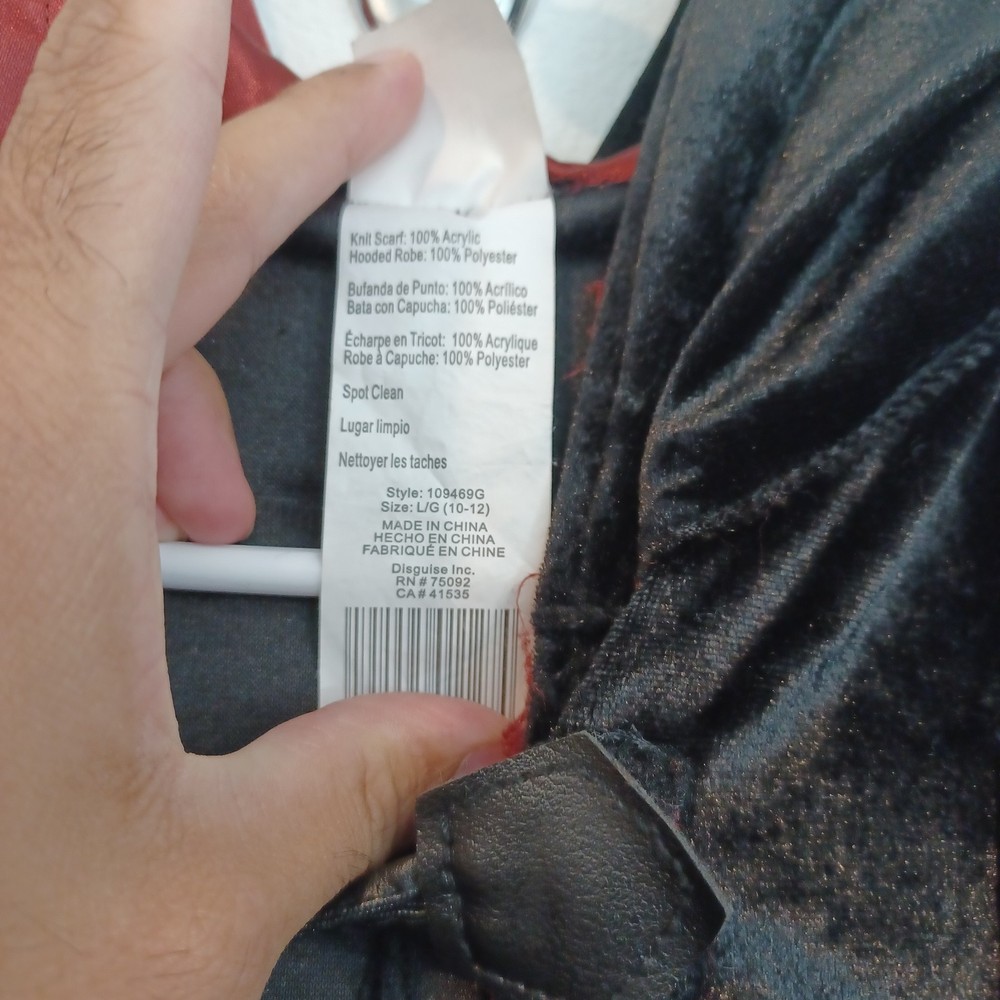 Knit Scarf: 100% Acrylic
Hooded Robe: 100% Polyester
Bufanda de Punto: 100% Acrílico
Bata con Capucha: 100% Poliéster
Écharpe en Tricot: 100% Acrylique
Robe à Capuche: 100% Polyester
Spot Clean
Lugar limpio
Nettoyer les taches
Style: 109469G
Size: L/G (10-12)
MADE IN CHINA
HECHO EN CHINA
FABRIQUÉ EN CHINE
Disguise Inc.
RN # 75092
CA # 41535